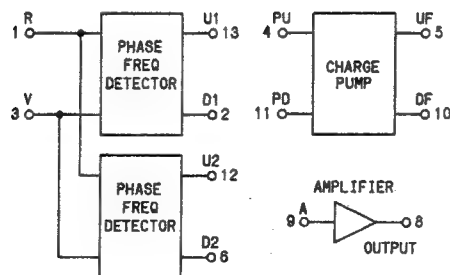 R
1
U1
13
PHASE
FREQ
DETECTOR
V
3
D1
2
U2
12
PHASE
FREQ
DETECTOR
D2
6
PU
4
UF
5
CHARGE
PUMP
PD
11
DF
10
AMPLIFIER
A
9
8
OUTPUT